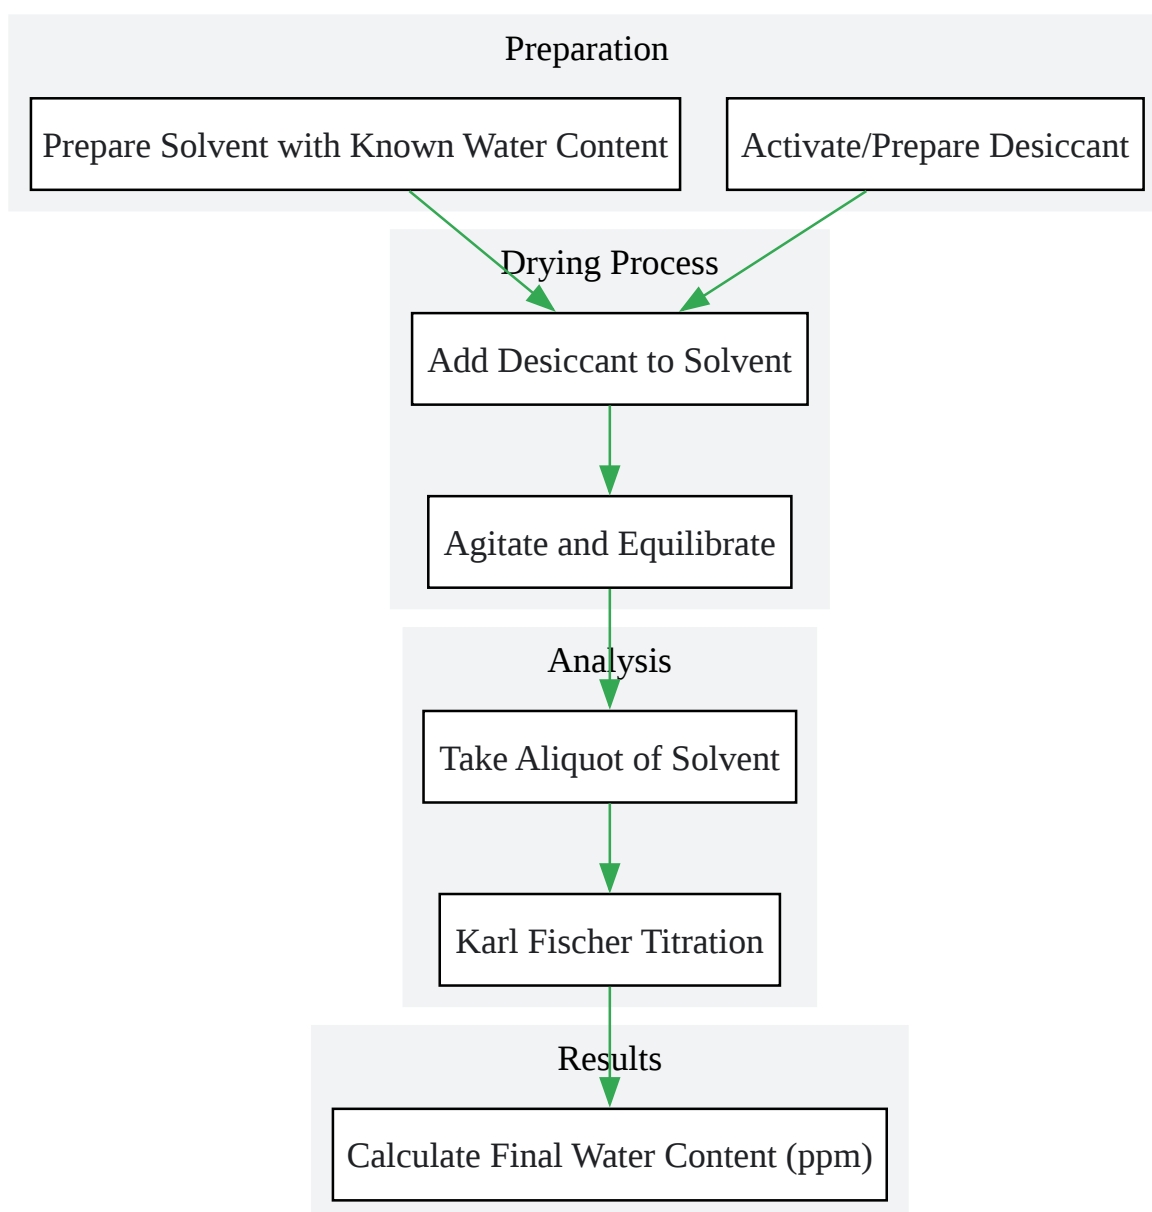 Preparation
Prepare Solvent with Known Water Content
Activate/Prepare Desiccant
Drying Process
Add Desiccant to Solvent
Agitate and Equilibrate
Analysis
Take Aliquot of Solvent
Karl Fischer Titration
Results
Calculate Final Water Content (ppm)